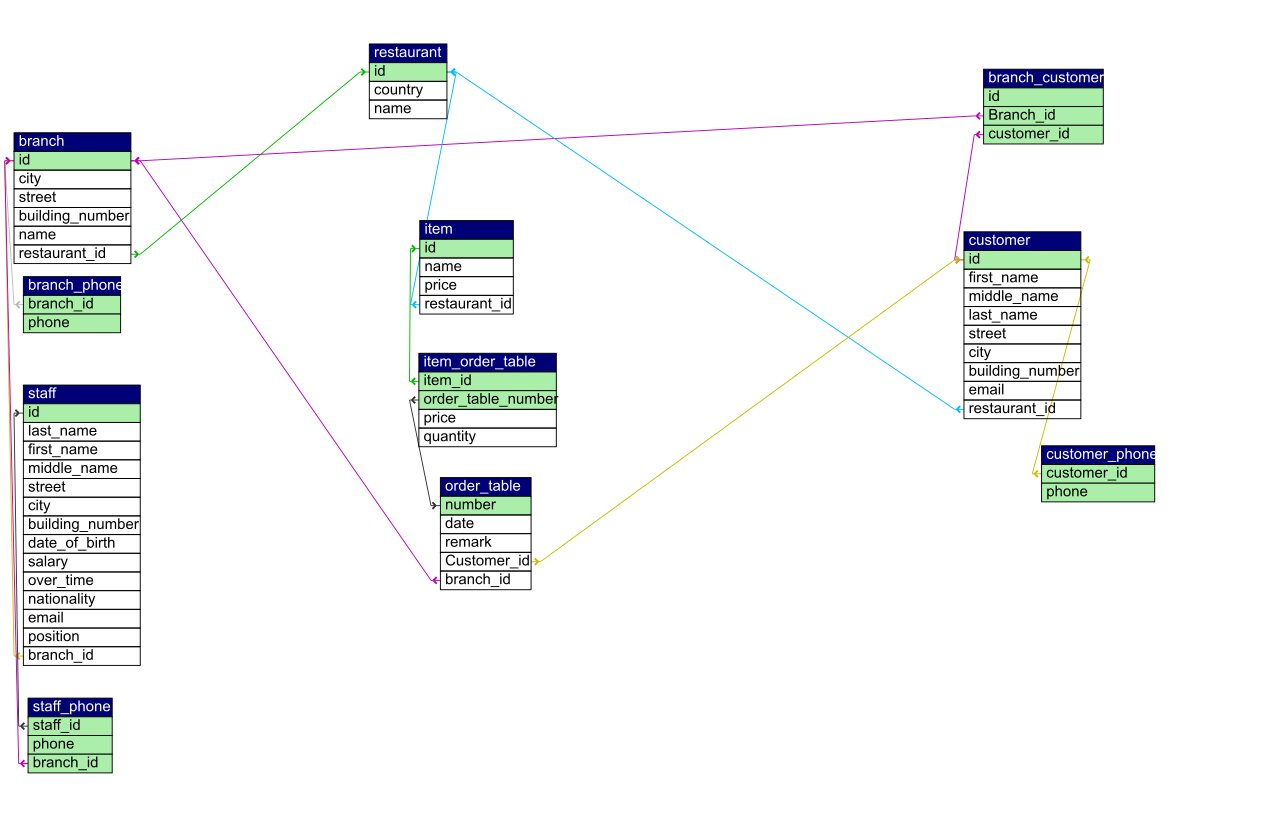 restaurant
id
country
name
branch_customer
id
Branch_id
customer_id
branch
id
city
street
building_number
name
restaurant_id
item
id
name
price
restaurant_id
customer
id
first_name
middle_name
last_name
street
city
building_number
email
restaurant_id
branch_phone
branch_id
phone
item_order_table
item_id
order_table_number
price
quantity
staff
id
last_name
first_name
middle_name
street
city
building_number
date_of_birth
salary
over_time
nationality
email
position
branch_id
customer_phone
customer_id
phone
order_table
number
date
remark
Customer_id
branch_id
staff_phone
staff_id
phone
branch_id